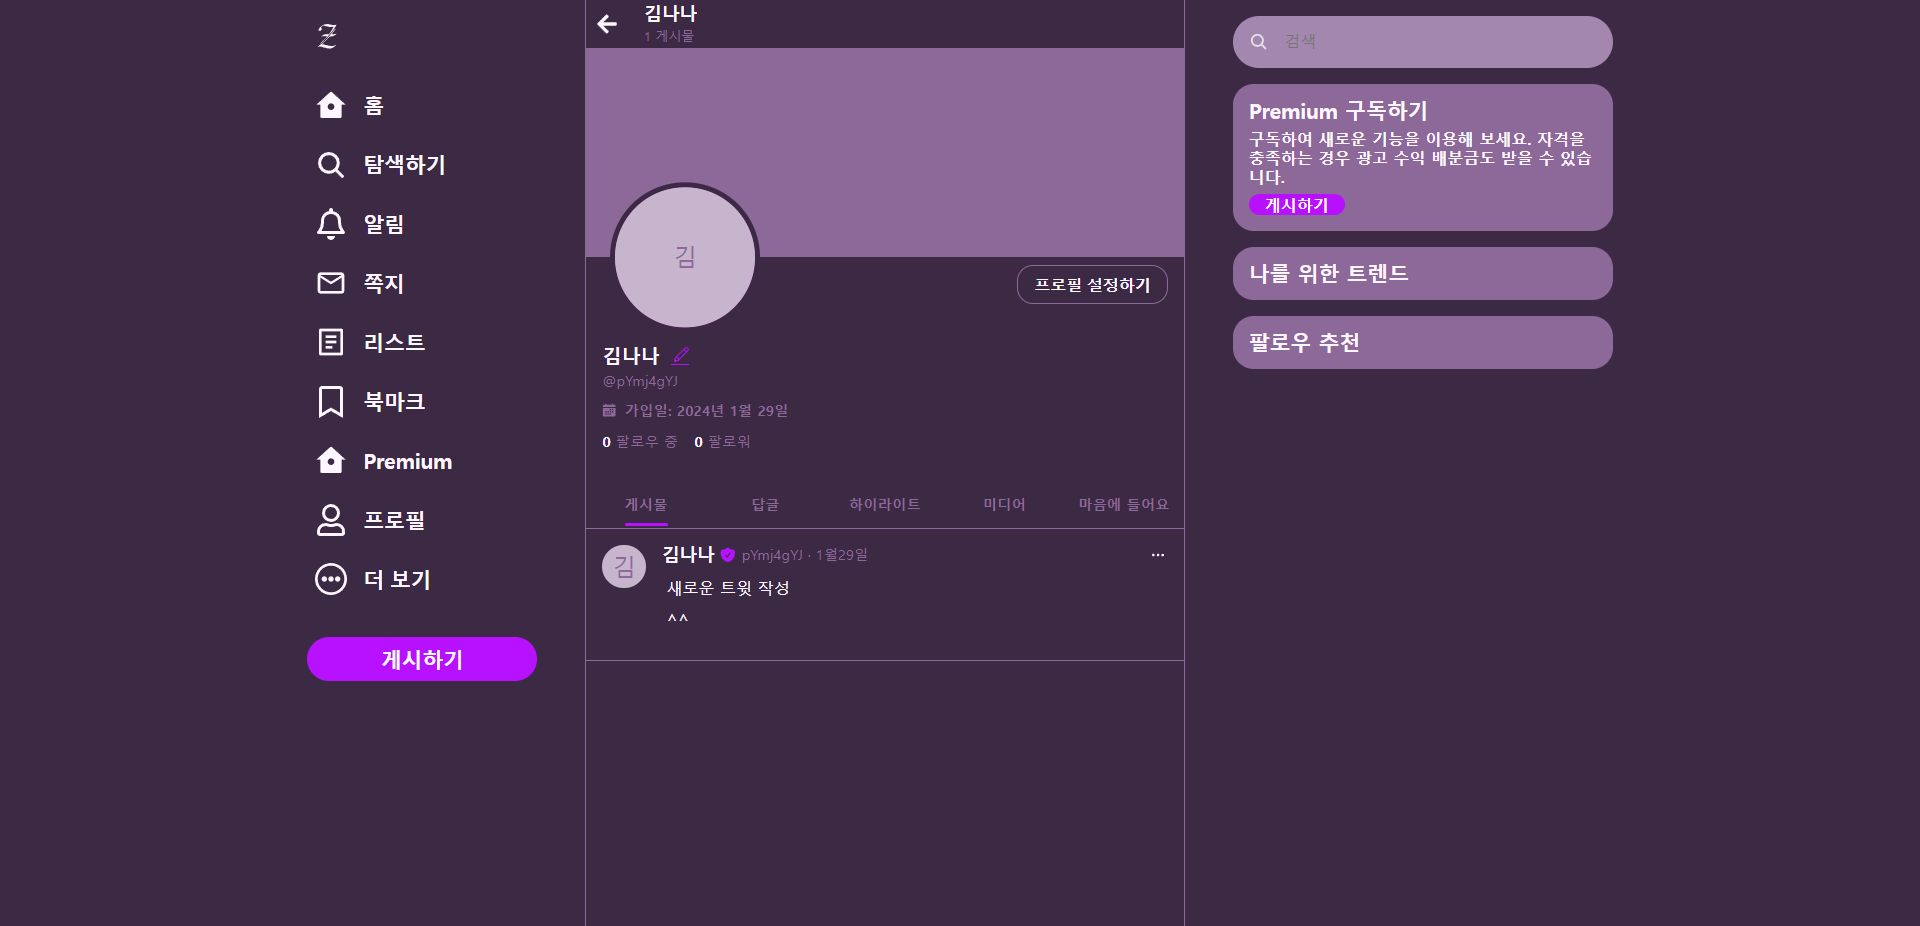 Z
홈
탐색하기
알림
쪽지
리스트
북마크
Premium
프로필
더 보기
게시하기
김나나
1 게시물
김
프로필 설정하기
김나나
@pYmj4gYJ
가입일: 2024년 1월 29일
0 팔로우 중 0 팔로워
게시물 답글 하이라이트 미디어 마음에 들어요
김
김나나 pYmj4gYJ · 1월29일
새로운 트윗 작성
^^
검색
Premium 구독하기
구독하여 새로운 기능을 이용해 보세요. 자격을
충족하는 경우 광고 수익 배분금도 받을 수 있습
니다.
게시하기
나를 위한 트렌드
팔로우 추천